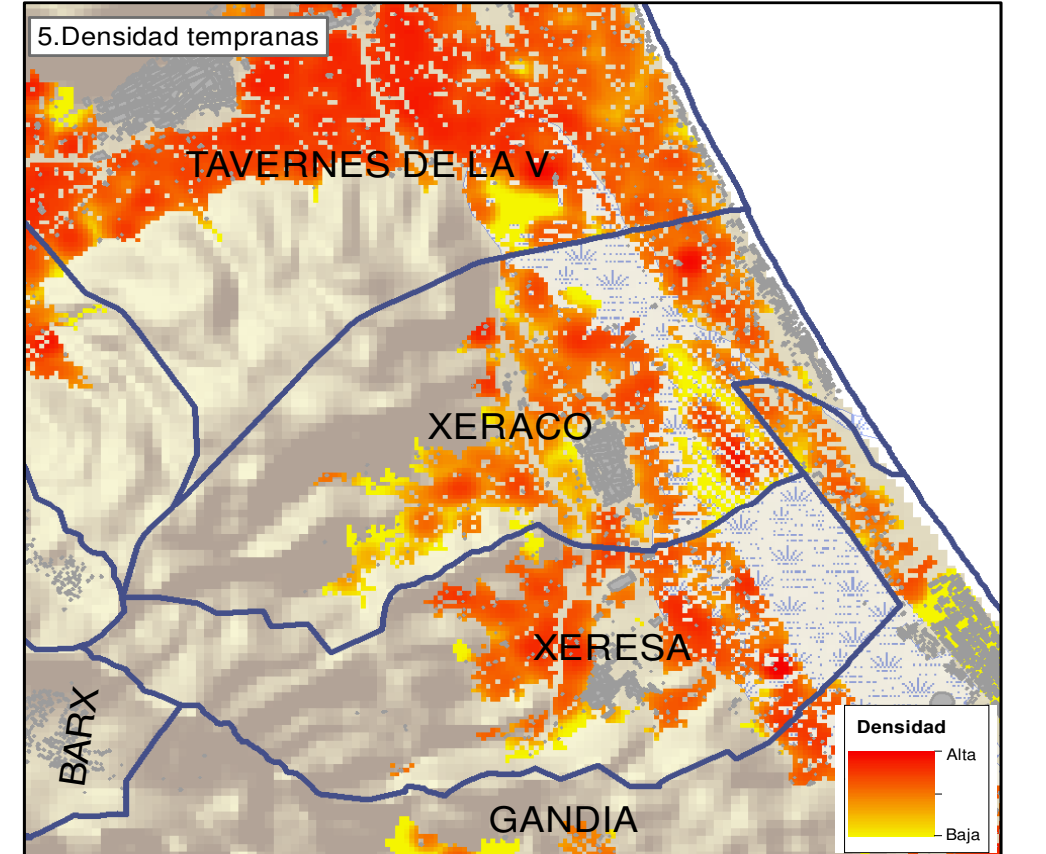 5.Densidad tempranas
TAVERNES DE LA V
XERACO
XERESA
BARX
GANDIA
Densidad
Alta
Baja